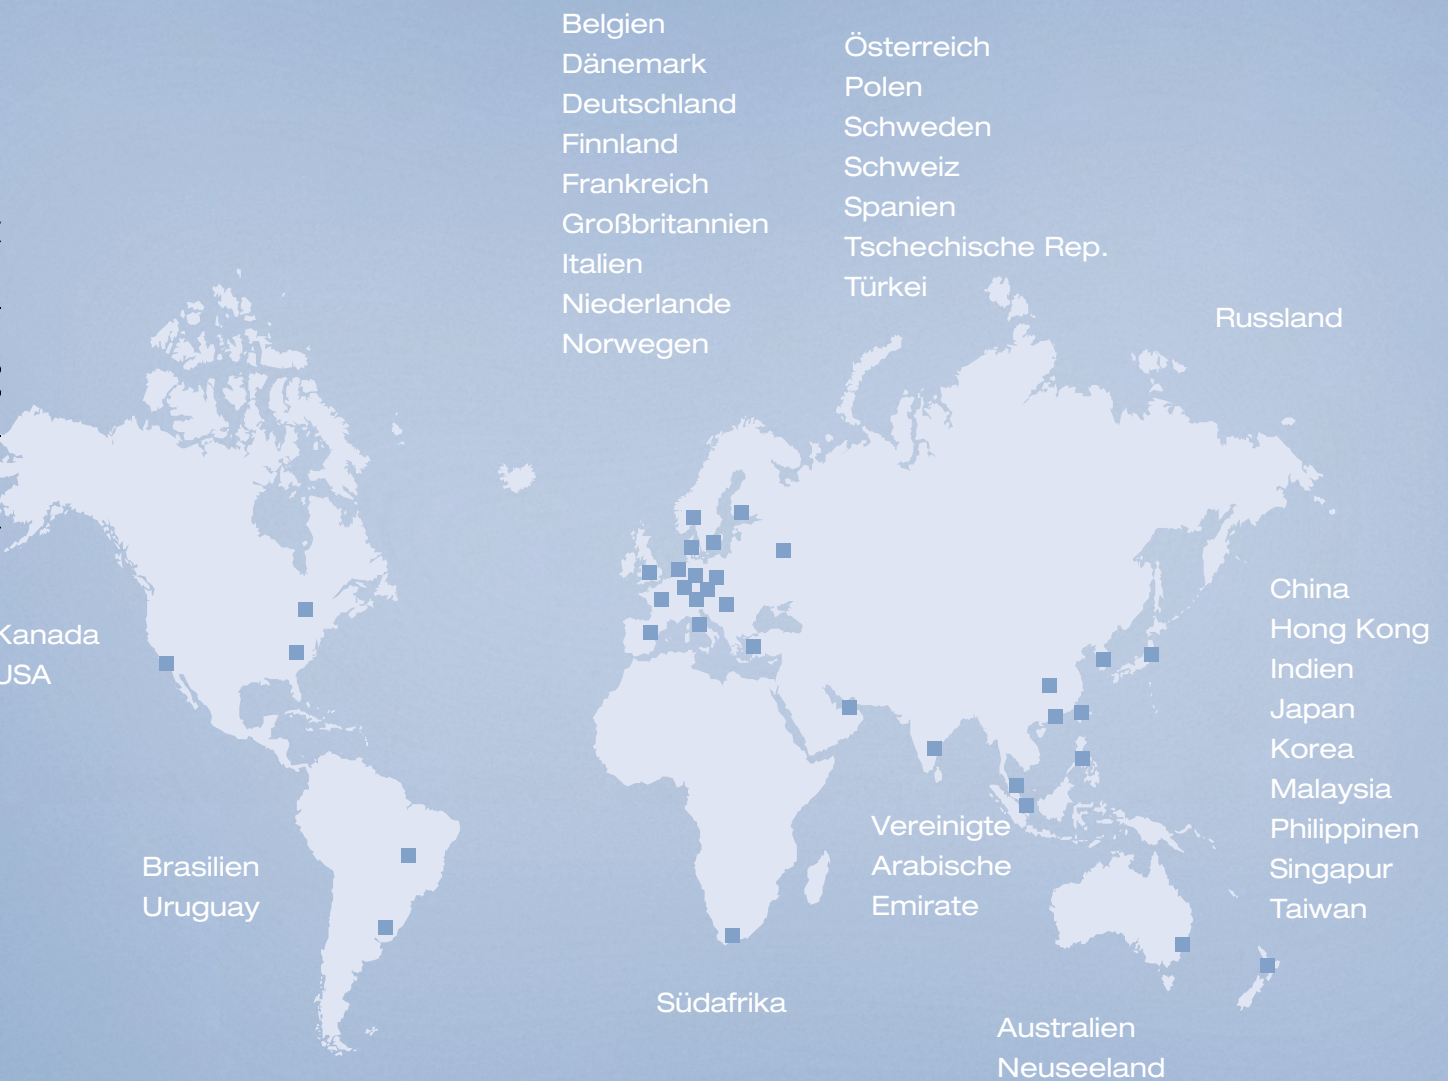 Belgien
Dänemark
Deutschland
Finnland
Frankreich
Großbritannien
Italien
Niederlande
Norwegen
Österreich
Polen
Schweden
Schweiz
Spanien
Tschechische Rep.
Türkei
Russland
Kanada
USA
China
Hong Kong
Indien
Japan
Korea
Malaysia
Philippinen
Singapur
Taiwan
Brasilien
Uruguay
Vereinigte
Arabische
Emirate
Südafrika
Australien
Neuseeland